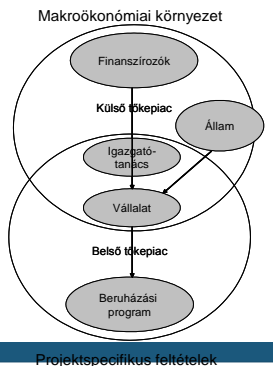 Makroökonómiai környezet
Finanszírozók
Külső tőkepiac
Állam
Igazgató-
tanács
Vállalat
Belső tőkepiac
Beruházási
program
Projektspecifikus feltételek